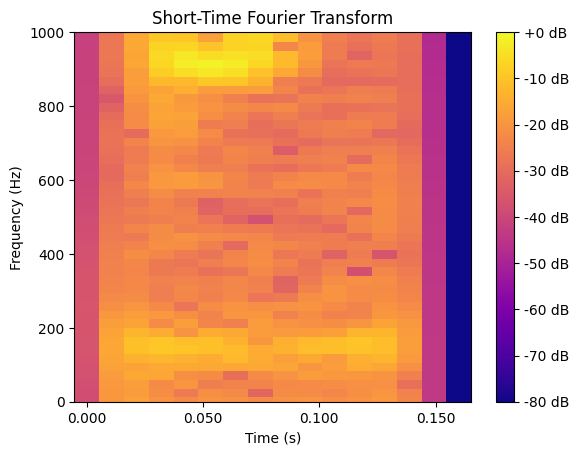 Short-Time Fourier Transform
Frequency (Hz)
1000
800
600
400
200
0
0.000
0.050
0.100
0.150
Time (s)
+0 dB
-10 dB
-20 dB
-30 dB
-40 dB
-50 dB
-60 dB
-70 dB
-80 dB